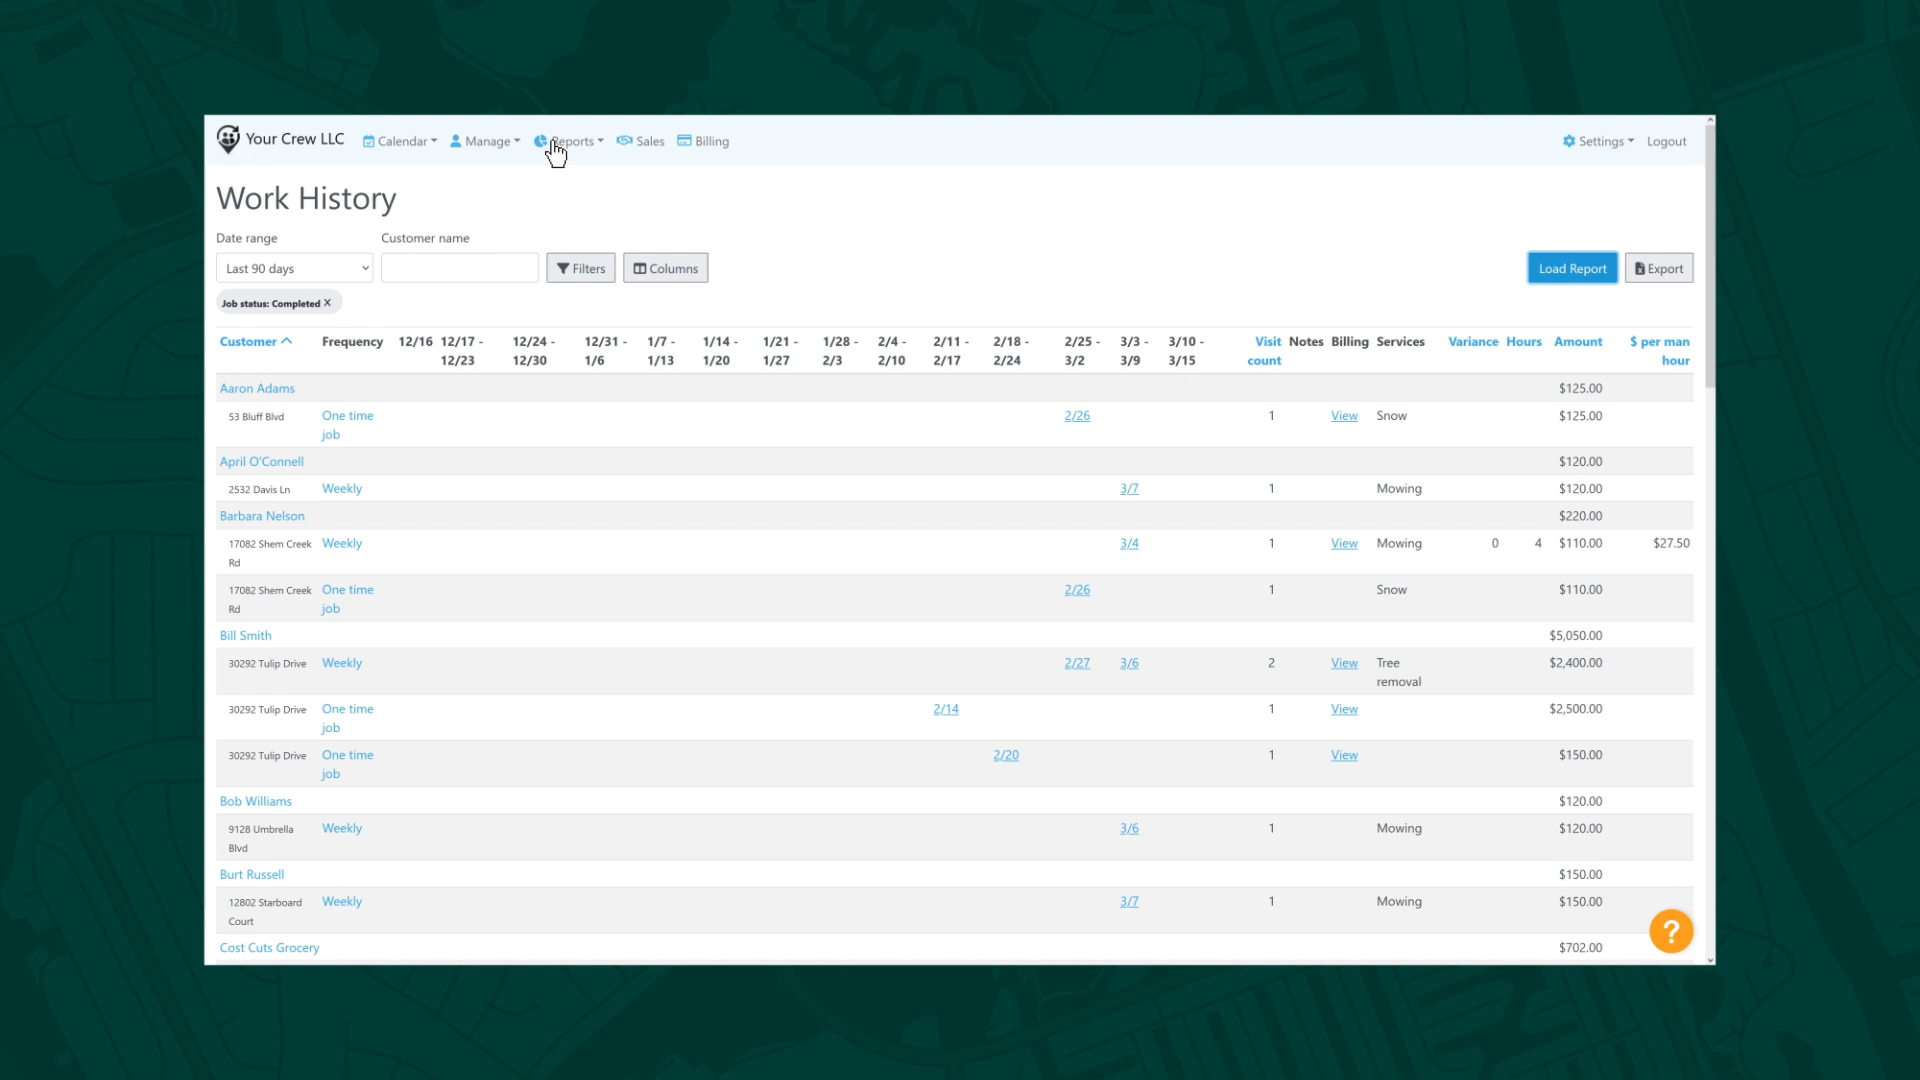 Your Crew LLC Calendar Manage Reports Sales Billing Settings Logout
Work History
Date range Customer name
Last 90 days Filters Columns Load Report Export
Job status: Completed X
Customer Frequency 12/16 12/17 - 12/24 - 12/31 - 1/7 - 1/14 - 1/21 - 1/28 - 2/4 - 2/11 - 2/18 - 2/25 - 3/3 - 3/10 - Visit Notes Billing Services Variance Hours Amount $ per man
12/23 12/30 1/6 1/13 1/20 1/27 2/3 2/10 2/17 2/24 3/2 3/9 3/15 count hour
Aaron Adams $125.00
53 Bluff Blvd One time 2/26 1 View Snow $125.00
job
April O'Connell $120.00
2532 Davis Ln Weekly 3/7 1 Mowing $120.00
Barbara Nelson $220.00
17082 Shem Creek Weekly 3/4 1 View Mowing 0 4 $110.00 $27.50
Rd
17082 Shem Creek One time 2/26 1 Snow $110.00
Rd job
Bill Smith $5,050.00
30292 Tulip Drive Weekly 2/27 3/6 2 View Tree $2,400.00
removal
30292 Tulip Drive One time 2/14 1 View $2,500.00
job
30292 Tulip Drive One time 2/20 1 View $150.00
job
Bob Williams $120.00
9128 Umbrella Weekly 3/6 1 Mowing $120.00
Blvd
Burt Russell $150.00
12802 Starboard Weekly 3/7 1 Mowing $150.00
Court
Cost Cuts Grocery $702.00
?